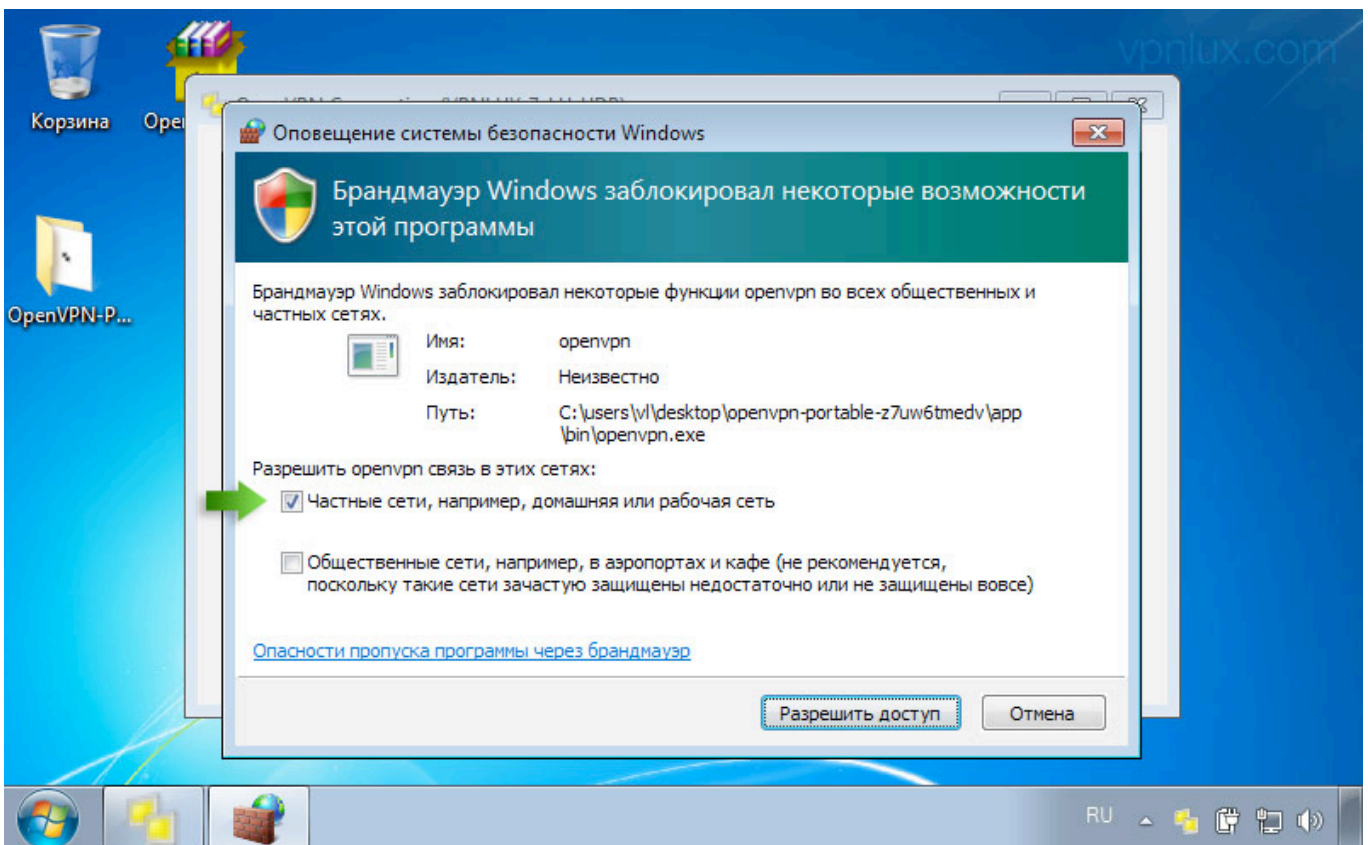 vpnlux.com
Корзина
Ope
OpenVPN-P...
Оповещение системы безопасности Windows
Брандмауэр Windows заблокировал некоторые возможности
этой программы
Брандмауэр Windows заблокировал некоторые функции openvpn во всех общественных и
частных сетях.
Имя: openvpn
Издатель: Неизвестно
Путь: C:\users\vl\desktop\openvpn-portable-z7uw6tmedv\app
\bin\openvpn.exe
Разрешить openvpn связь в этих сетях:
Частные сети, например, домашняя или рабочая сеть
Общественные сети, например, в аэропортах и кафе (не рекомендуется,
поскольку такие сети зачастую защищены недостаточно или не защищены вовсе)
Опасности пропуска программы через брандмауэр
Разрешить доступ
Отмена
RU